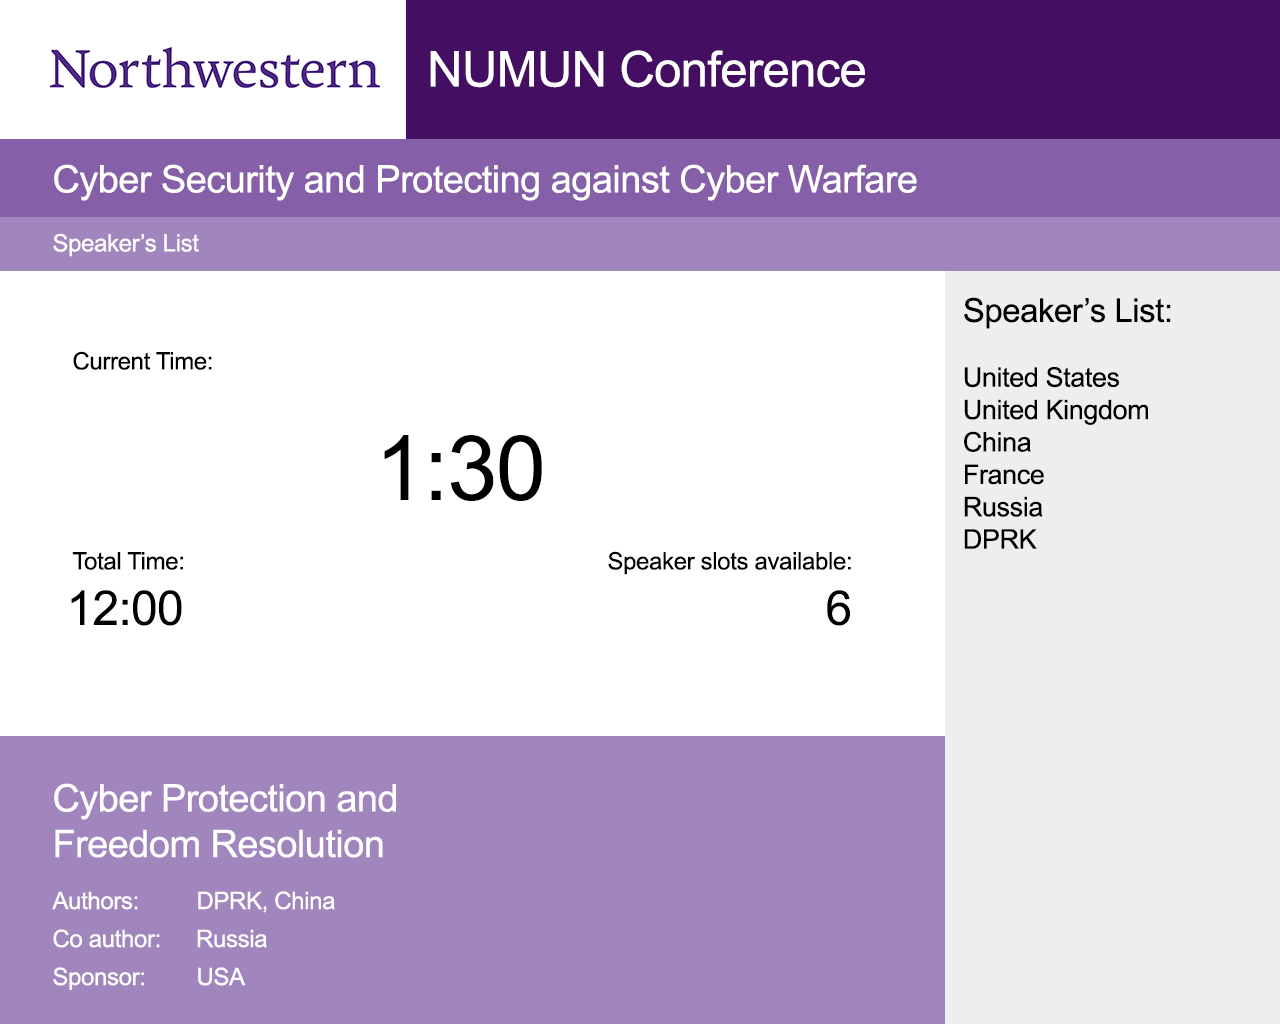 Northwestern
NUMUN Conference
Cyber Security and Protecting against Cyber Warfare
Speaker’s List
Current Time:
1:30
Total Time:
12:00
Speaker slots available:
6
Speaker’s List:
United States
United Kingdom
China
France
Russia
DPRK
Cyber Protection and
Freedom Resolution
Authors: DPRK, China
Co author: Russia
Sponsor: USA